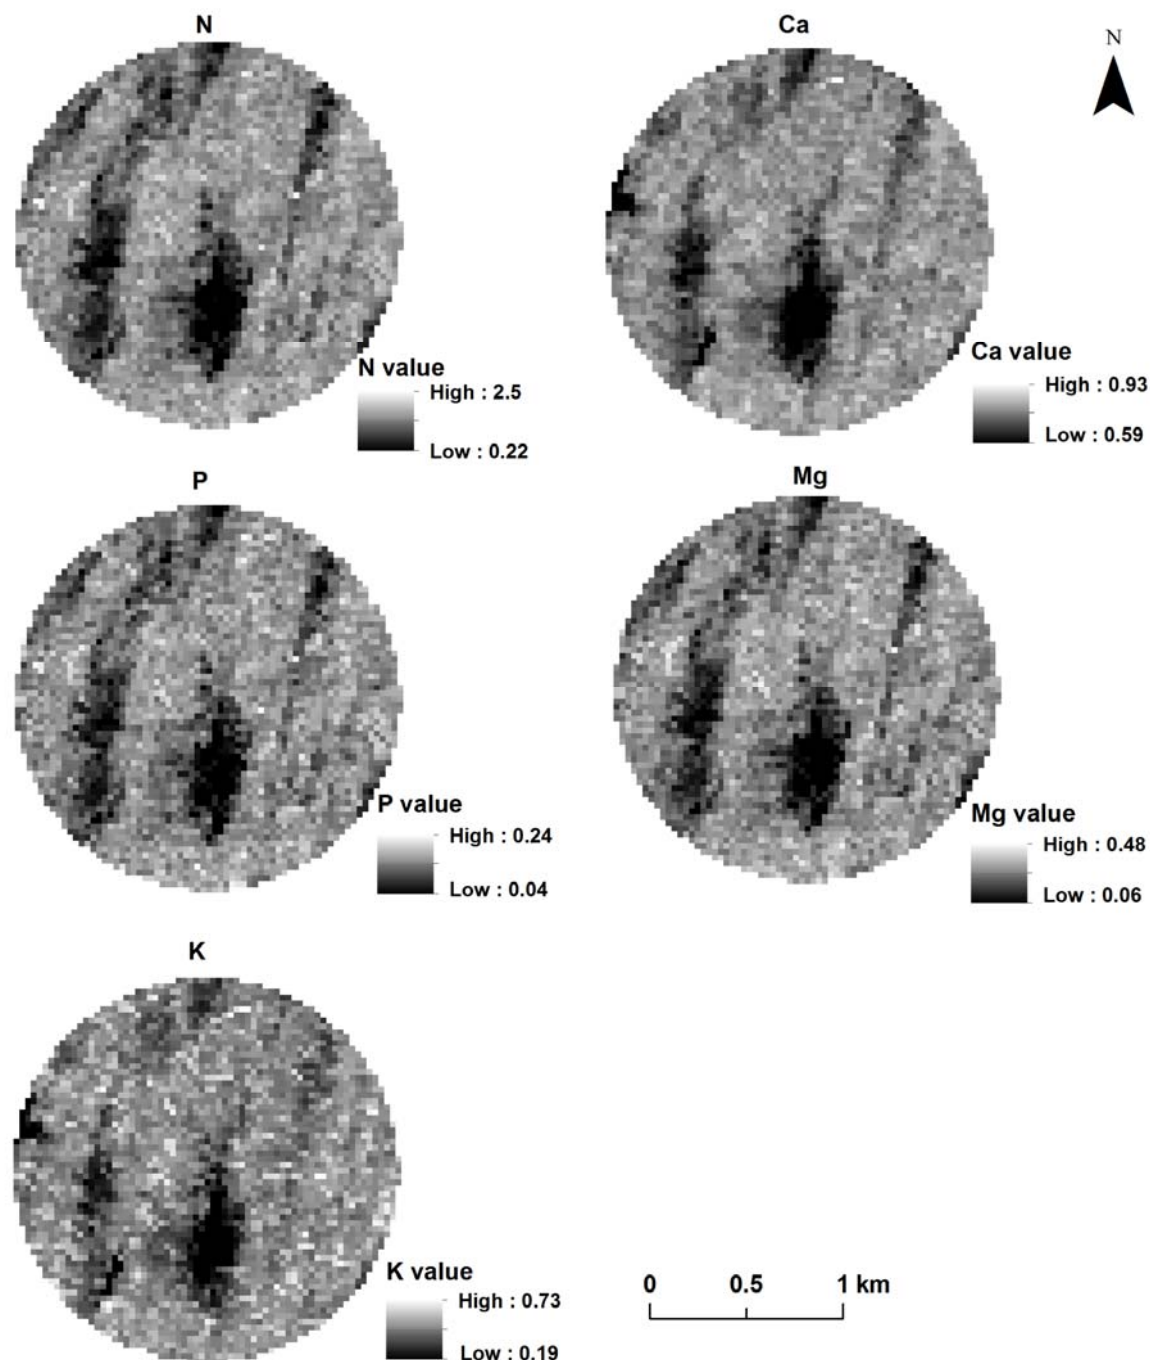 N
Ca
N
N value
High : 2.5
Low : 0.22
Ca value
High : 0.93
Low : 0.59
P
Mg
P value
High : 0.24
Low : 0.04
Mg value
High : 0.48
Low : 0.06
K
K value
High : 0.73
Low : 0.19
0 0.5 1 km